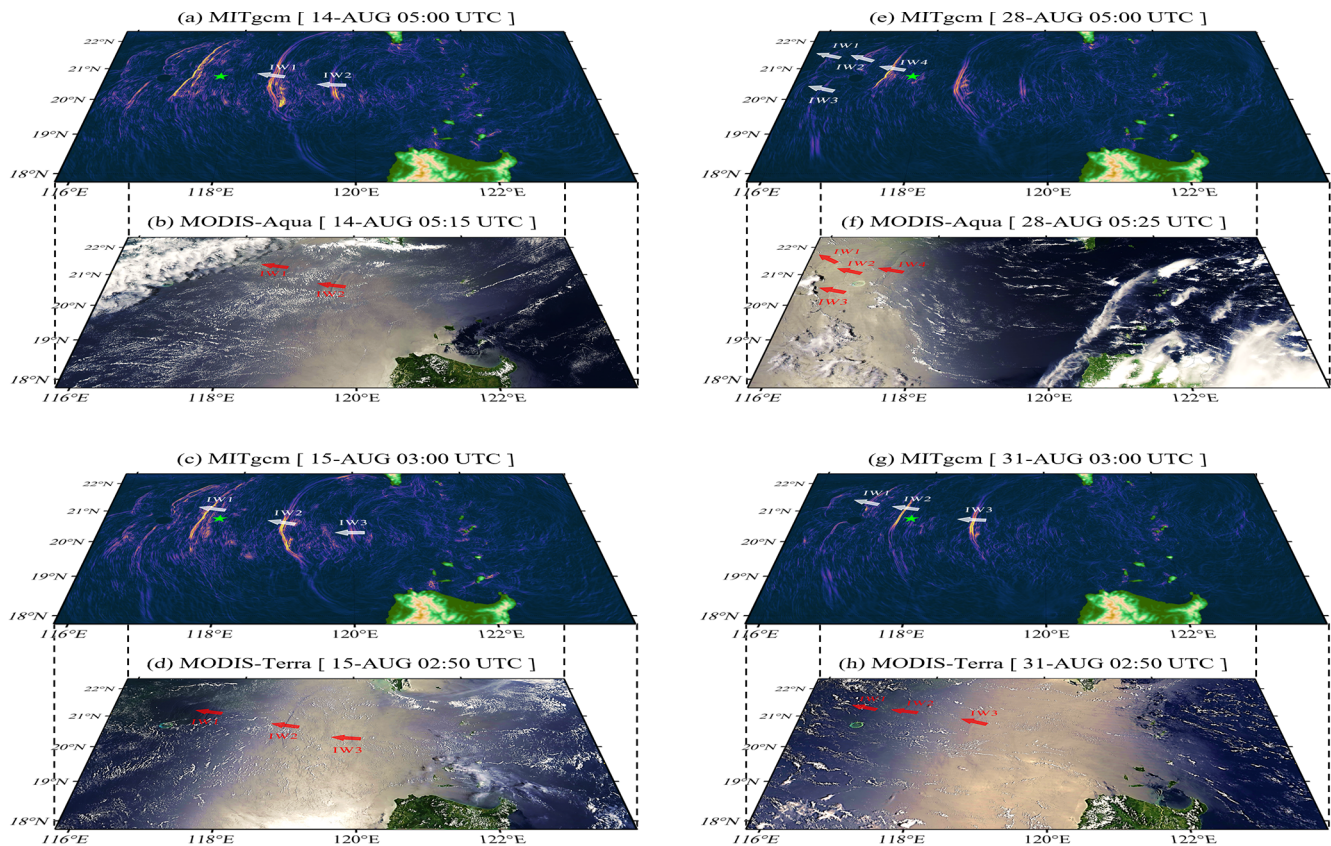 (a) MITgcm [ 14-AUG 05:00 UTC ]
22°N
21°N
20°N
19°N
18°N
IW1
IW2
116°E
118°E
120°E
122°E
(b) MODIS-Aqua [ 14-AUG 05:15 UTC ]
22°N
21°N
20°N
19°N
18°N
IW1
IW2
116°E
118°E
120°E
122°E
(e) MITgcm [ 28-AUG 05:00 UTC ]
22°N
21°N
20°N
19°N
18°N
IW1
IW2
IW4
IW3
116°E
118°E
120°E
122°E
(f) MODIS-Aqua [ 28-AUG 05:25 UTC ]
22°N
21°N
20°N
19°N
18°N
IW1
IW2
IW4
IW3
116°E
118°E
120°E
122°E
(c) MITgcm [ 15-AUG 03:00 UTC ]
22°N
21°N
20°N
19°N
18°N
IW1
IW2
IW3
116°E
118°E
120°E
122°E
(d) MODIS-Terra [ 15-AUG 02:50 UTC ]
22°N
21°N
20°N
19°N
18°N
IW1
IW2
IW3
116°E
118°E
120°E
122°E
(g) MITgcm [ 31-AUG 03:00 UTC ]
22°N
21°N
20°N
19°N
18°N
IW1
IW2
IW3
116°E
118°E
120°E
122°E
(h) MODIS-Terra [ 31-AUG 02:50 UTC ]
22°N
21°N
20°N
19°N
18°N
IW3
116°E
118°E
120°E
122°E